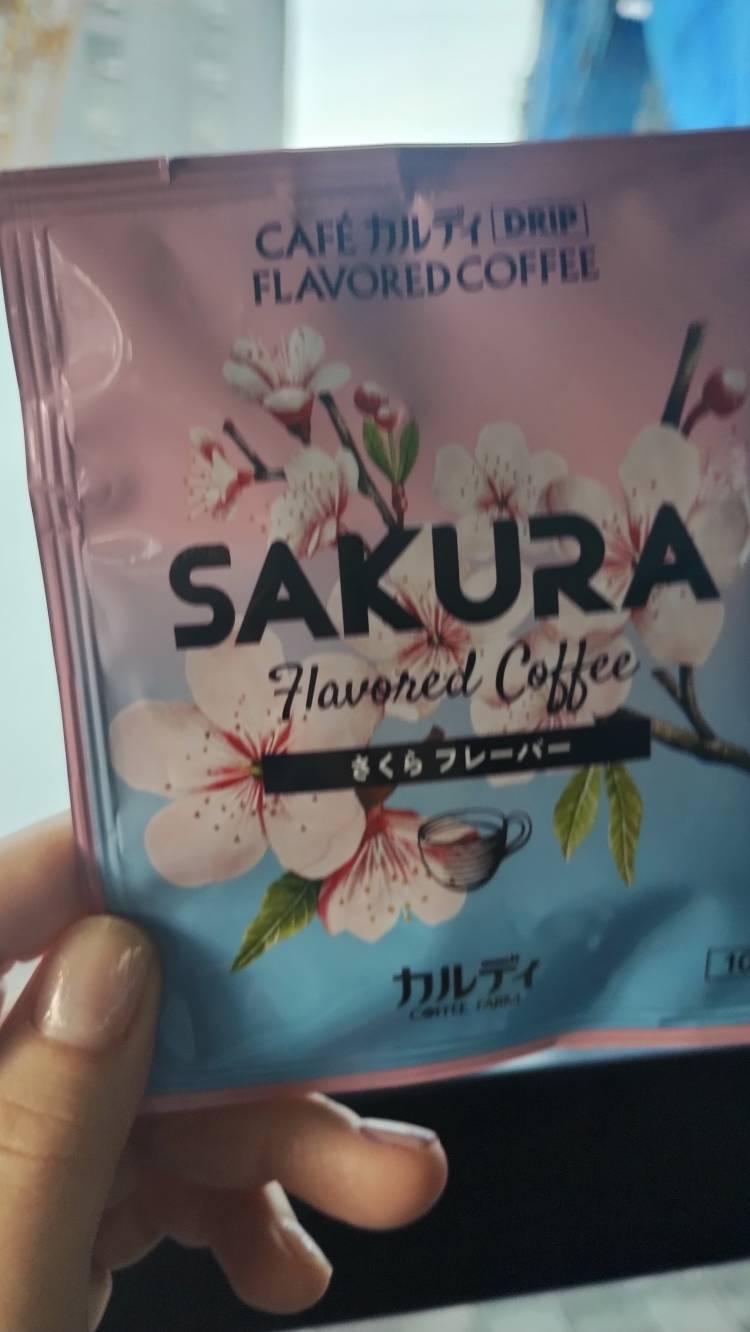 CAFÉ カルディ DRIP
FLAVORED COFFEE
SAKURA
Flavored Coffee
さくら フレーバー
カルディ
COFFEE FARM
10